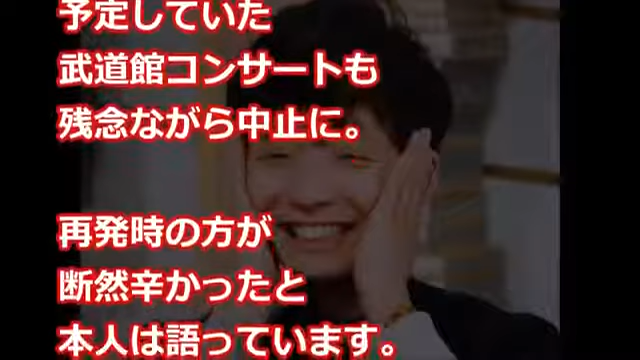 予定していた
武道館コンサートも
残念ながら中止に。
再発時の方が
断然辛かったと
本人は語っています。